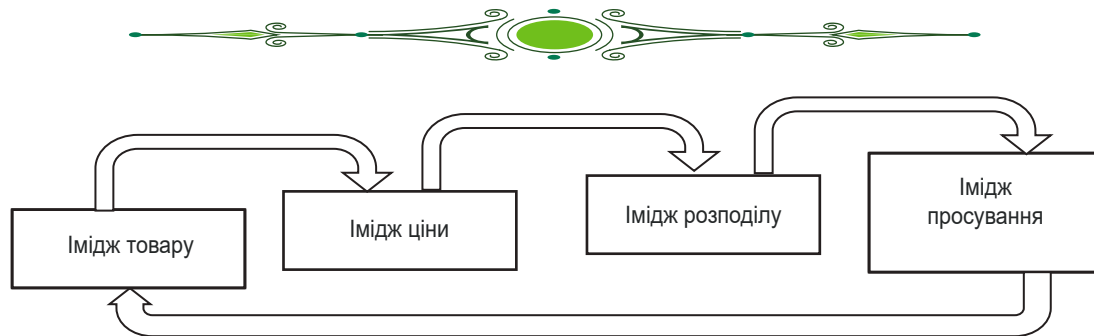 Імідж товару
Імідж ціни
Імідж розподілу
Імідж
просування